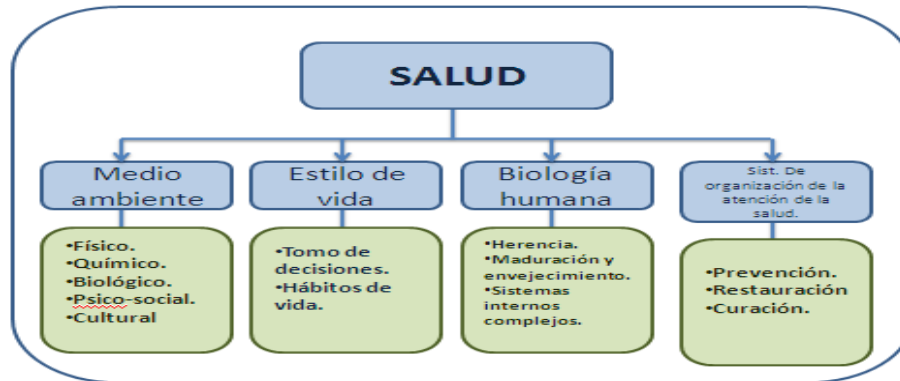 SALUD
Medio
ambiente
•Físico.
•Químico.
•Biológico.
•Psico-social.
•Cultural
Estilo de
vida
•Tomo de
decisiones.
•Hábitos de
vida.
Biología
humana
•Herencia.
•Maduración y
envejecimiento.
•Sistemas
internos
complejos.
Sist. De
organización de la
atención de la
salud.
•Prevención.
•Restauración
•Curación.